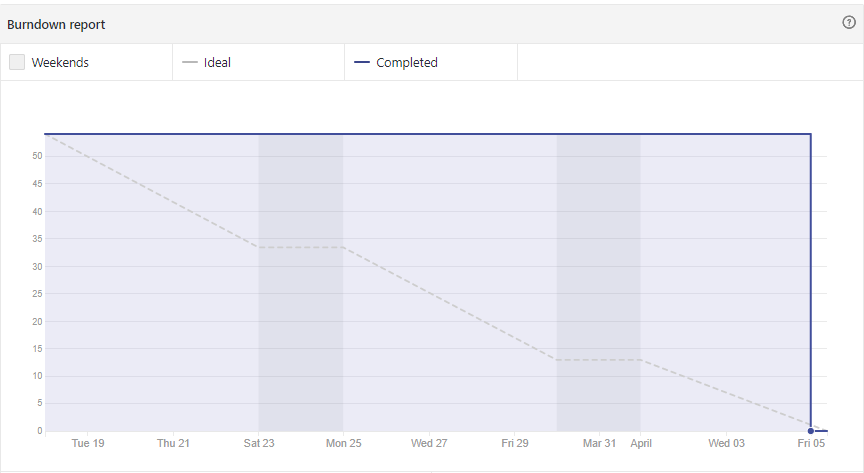 Burndown report
?
Weekends
Ideal
Completed
50
45
40
35
30
25
20
15
10
5
0
Tue 19 Thu 21 Sat 23 Mon 25 Wed 27 Fri 29 Mar 31 April Wed 03 Fri 05